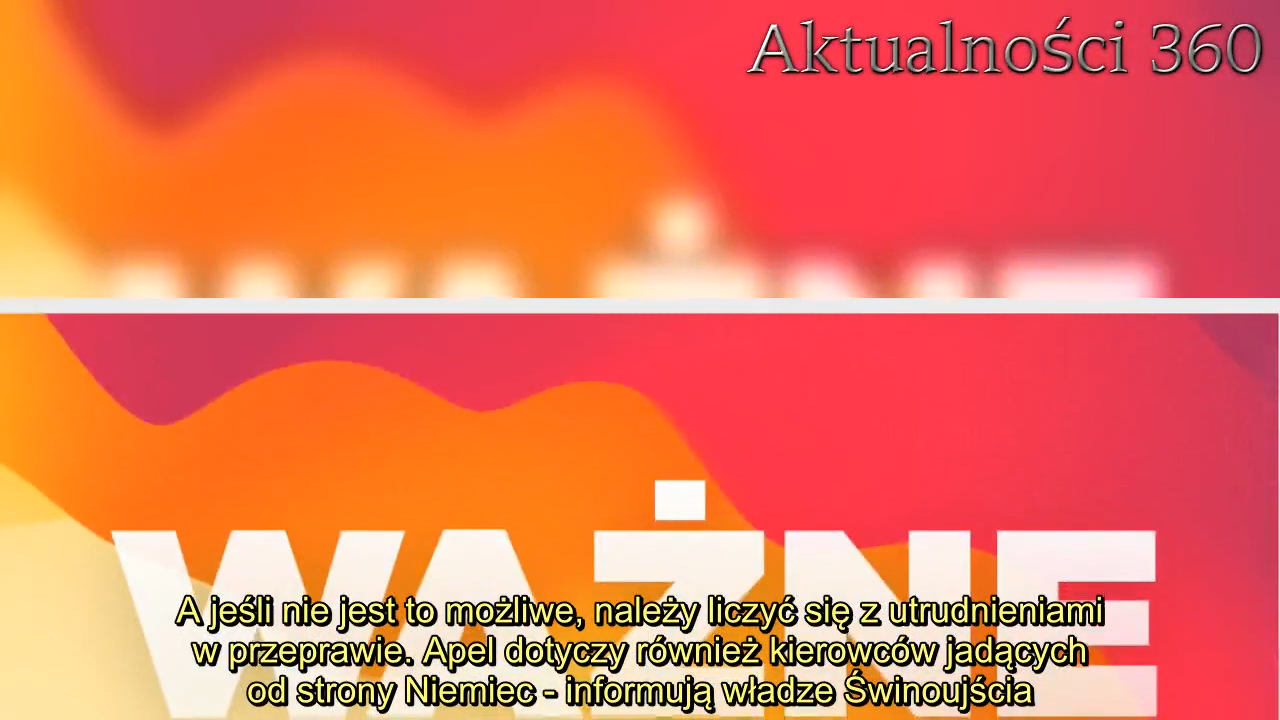 Aktualności 360
WAŻNE
A jeśli nie jest to możliwe, należy liczyć się z utrudnieniami
w przeprawie. Apel dotyczy również kierowców jadących
od strony Niemiec - informują władze Świnoujścia